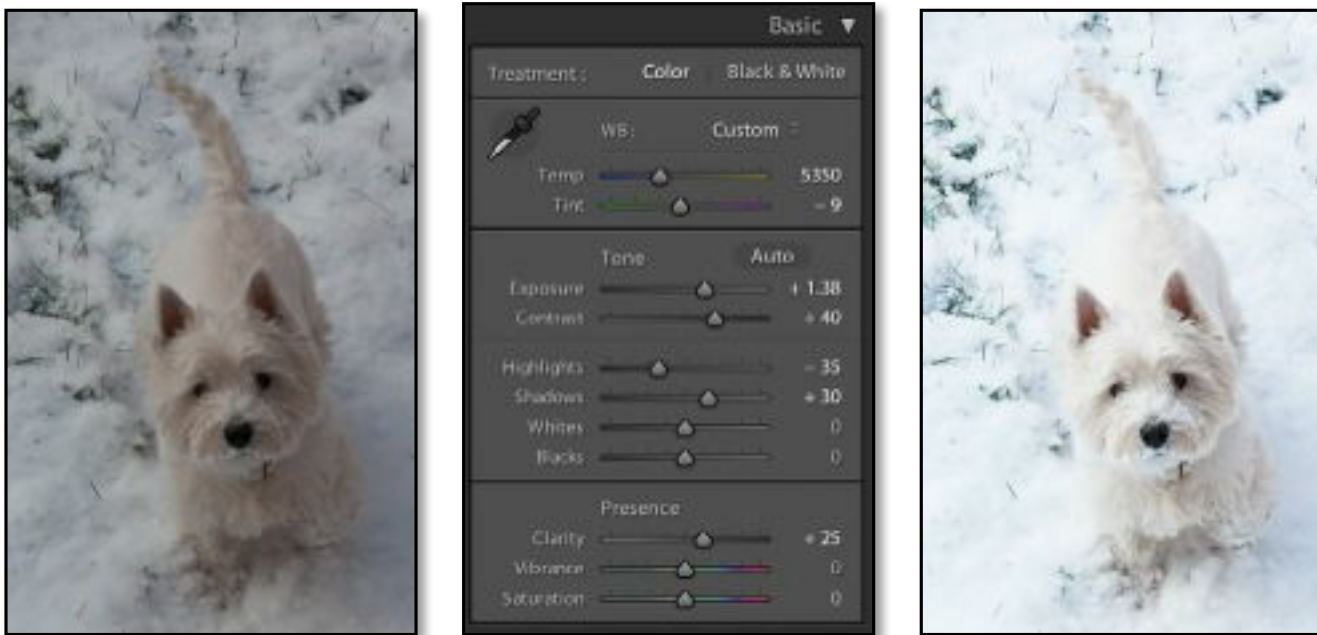 Basic
Treatment : Color Black & White
WB: Custom
Temp 5350
Tint - 9
Tone Auto
Exposure + 1.38
Contrast + 40
Highlights - 35
Shadows + 30
Whites 0
Blacks 0
Presence
Clarity + 25
Vibrance 0
Saturation 0